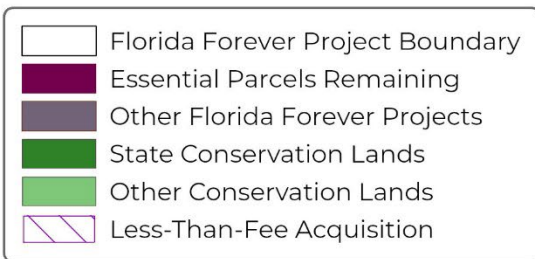 Florida Forever Project Boundary
Essential Parcels Remaining
Other Florida Forever Projects
State Conservation Lands
Other Conservation Lands
Less-Than-Fee Acquisition